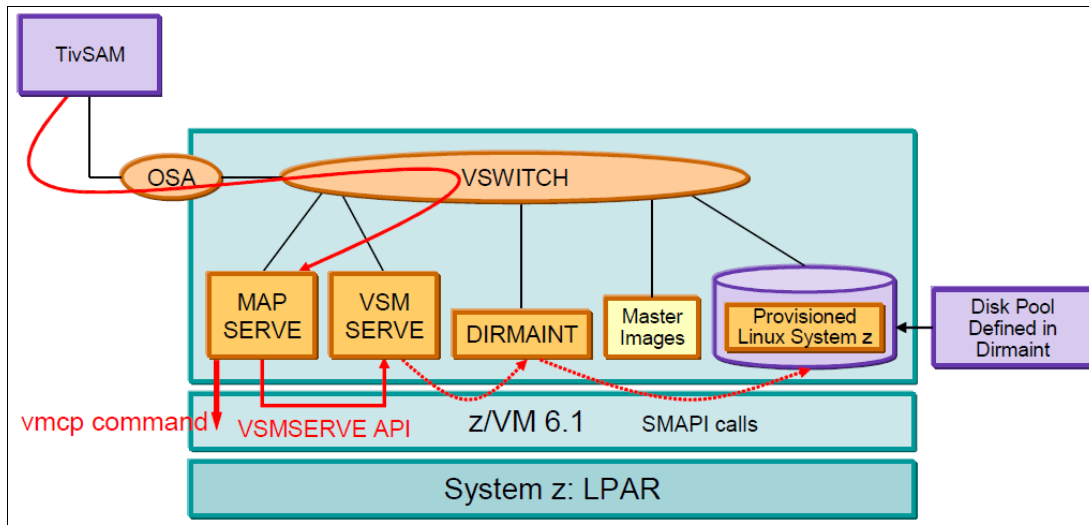 TivSAM
OSA
VSWITCH
MAP
SERVE
VSM
SERVE
DIRMAINT
Master
Images
Provisioned
Linux System z
Disk Pool
Defined in
Dirmaint
vmcp command
VSMSERVE API
z/VM 6.1
SMAPI calls
System z: LPAR